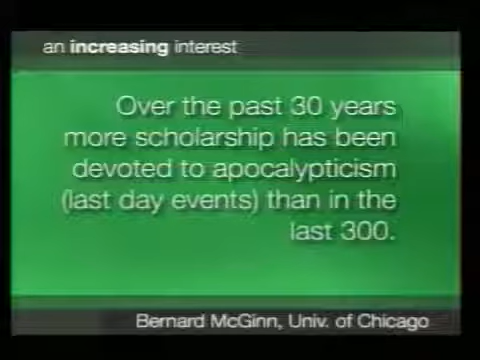 an increasing interest
Over the past 30 years
more scholarship has been
devoted to apocalypticism
(last day events) than in the
last 300.
Bernard McGinn, Univ. of Chicago